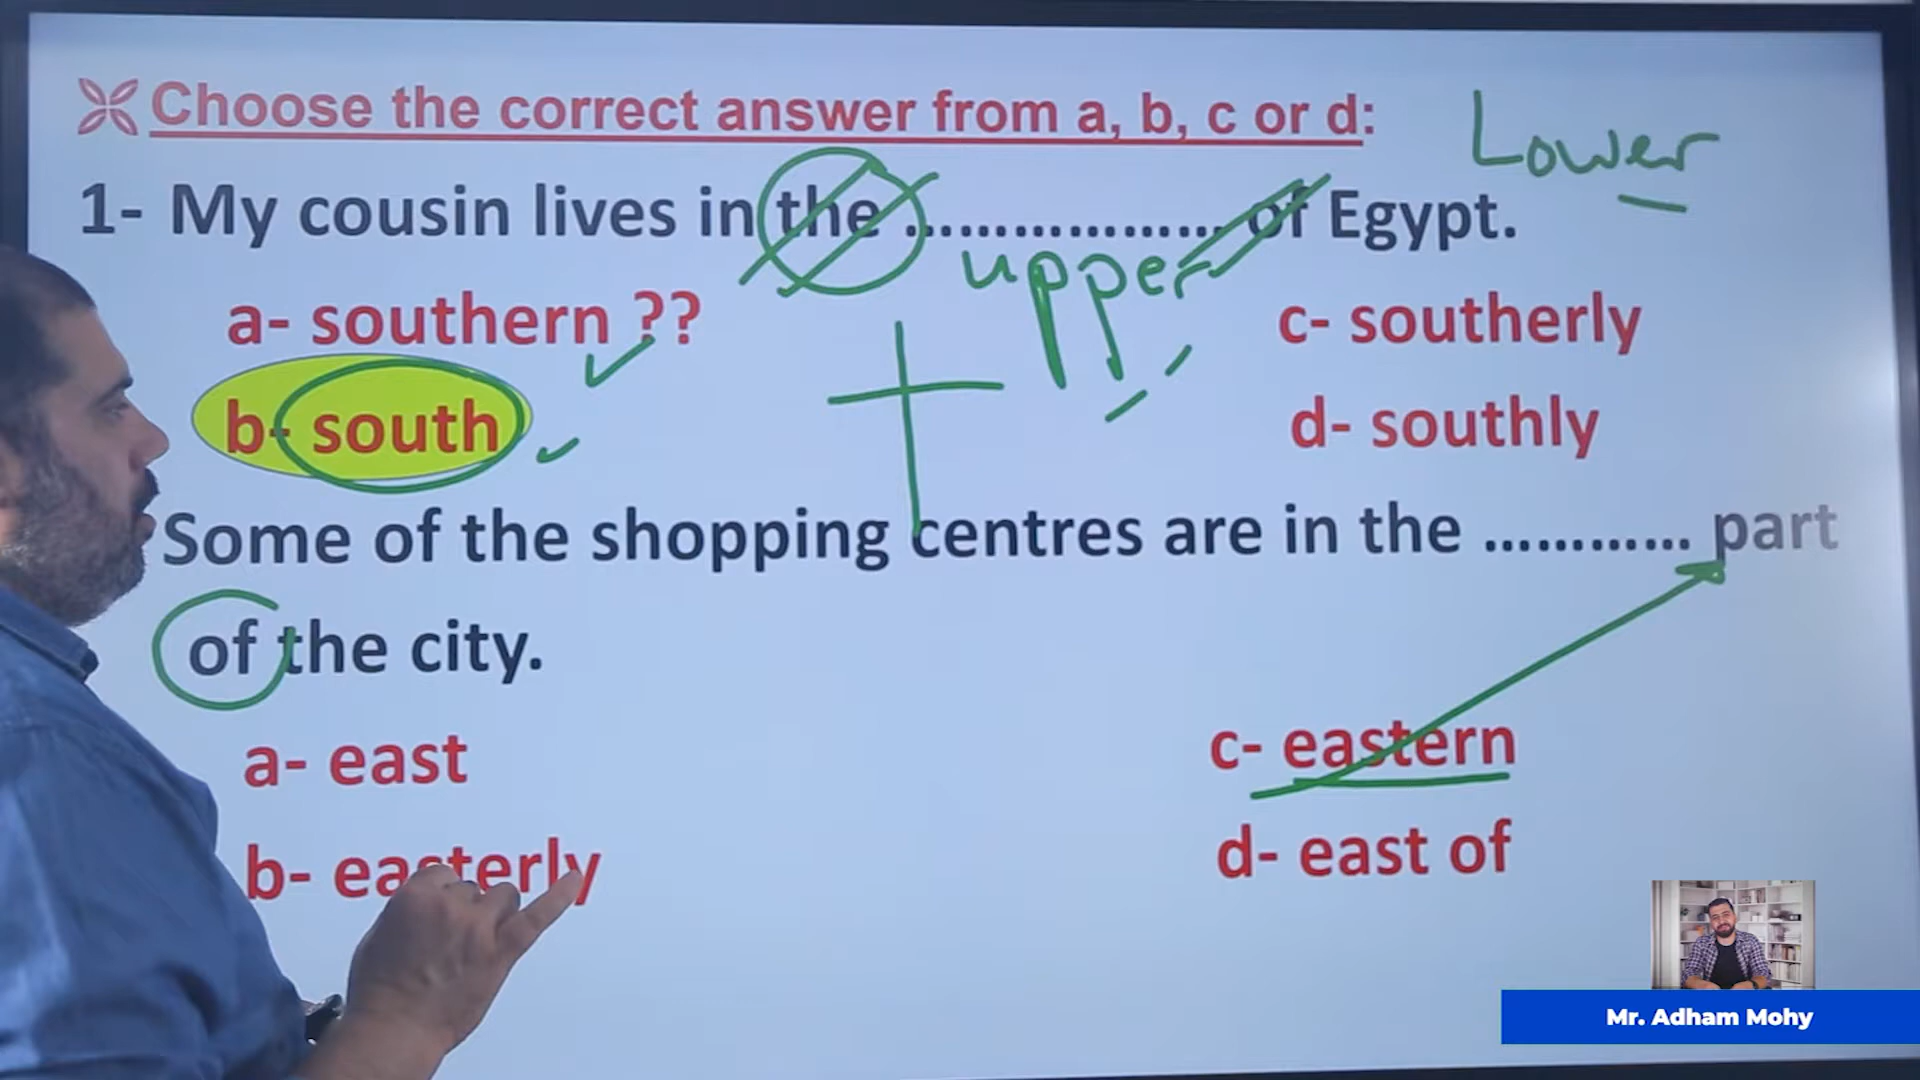 Choose the correct answer from a, b, c or d:
Lower
1- My cousin lives in the .................... of Egypt.
upper
a- southern ??
c- southerly
b- south
d- southly
Some of the shopping centres are in the ............. part
of the city.
a- east
c- eastern
b- easterly
d- east of
Mr. Adham Mohy